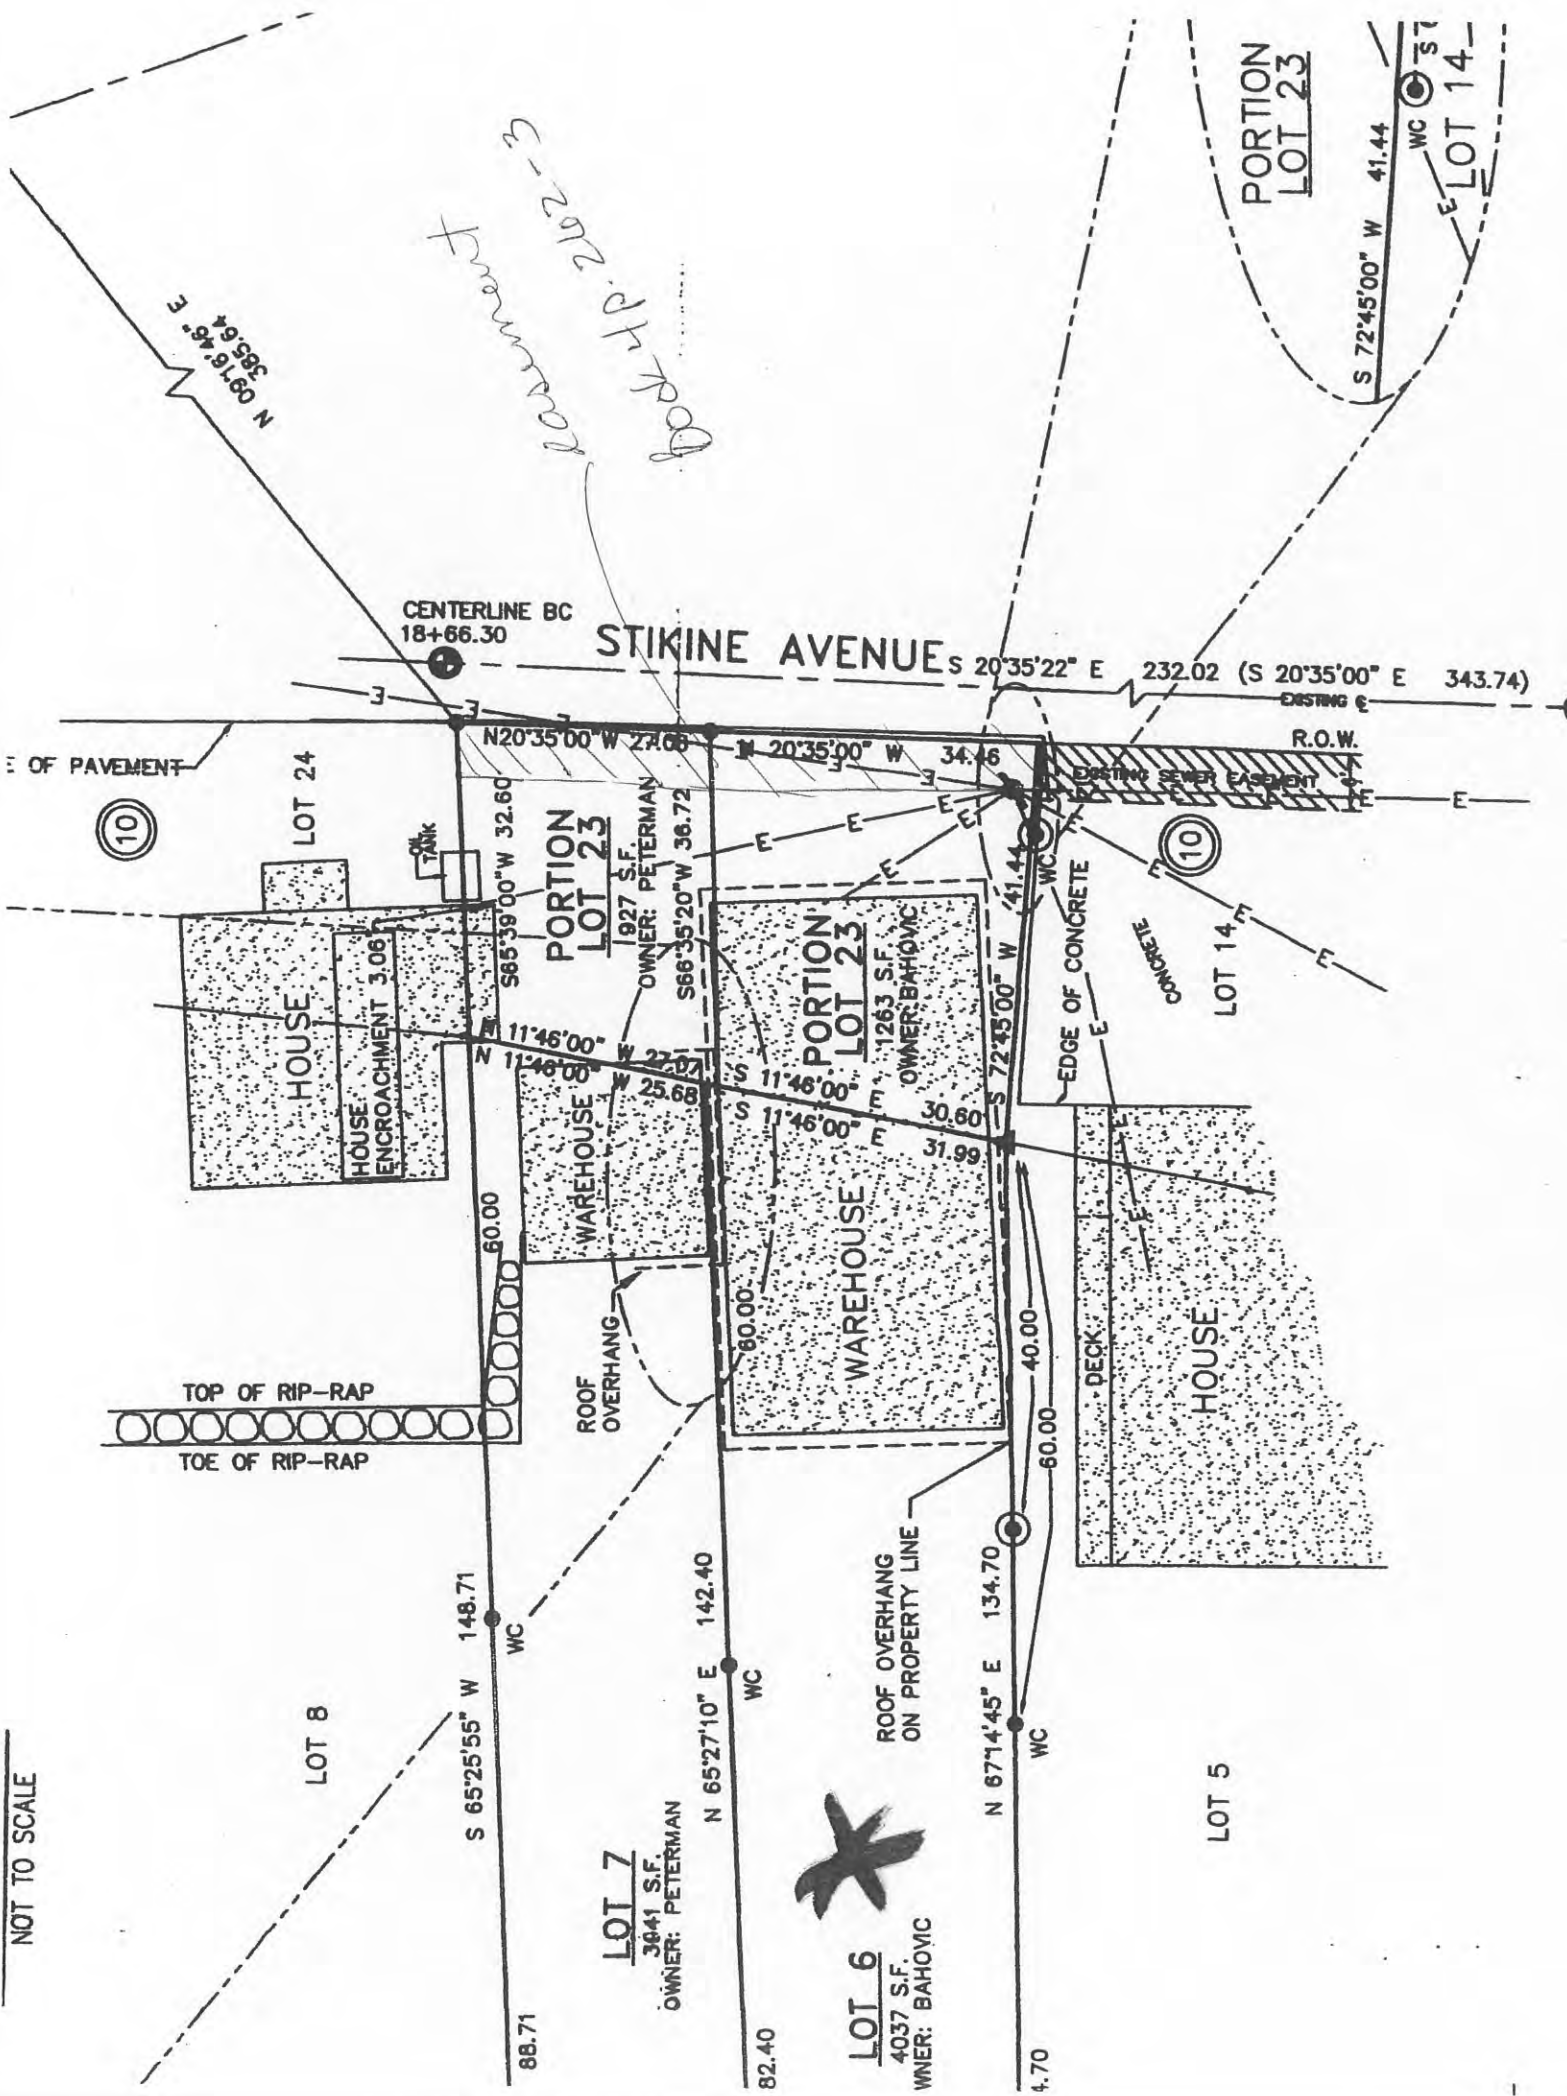 NOT TO SCALE
N 09°16'46" E
385.64
easement
book 4 p. 262-3
PORTION
LOT 23
S 72°45'00" W 41.44
WC
LOT 14
E
CENTERLINE BC
18+66.30
STIKINE AVENUE
S 20°35'22" E 232.02 (S 20°35'00" E 343.74)
EXISTING ℄
R.O.W.
EXISTING SEWER EASEMENT
E OF PAVEMENT
10
LOT 24
OIL
TANK
N20°35'00" W 27.06
N 20°35'00" W 34.46
E
E
E
E
E
E
S65°39'00"W 32.60
PORTION
LOT 23
927 S.F.
OWNER: PETERMAN
S66°35'20"W 36.72
PORTION
LOT 23
1263 S.F.
OWNER: BAHOVIC
S 72°45'00" W 41.44
WC
EDGE OF CONCRETE
CONCRETE
10
LOT 14
HOUSE
HOUSE
ENCROACHMENT 3.06'
N 11°46'00" W 27.07
N 11°46'00" W 25.68
S 11°46'00" E 30.60
S 11°46'00" E 31.99
60.00
WAREHOUSE
ROOF
OVERHANG
60.00
WAREHOUSE
40.00
60.00
DECK
HOUSE
TOP OF RIP-RAP
TOE OF RIP-RAP
LOT 8
S 65°25'55" W 148.71
WC
N 65°27'10" E 142.40
WC
ROOF OVERHANG
ON PROPERTY LINE
N 67°14'45" E 134.70
WC
LOT 7
3941 S.F.
OWNER: PETERMAN
LOT 6
4037 S.F.
WNER: BAHOVIC
LOT 5
88.71
82.40
4.70